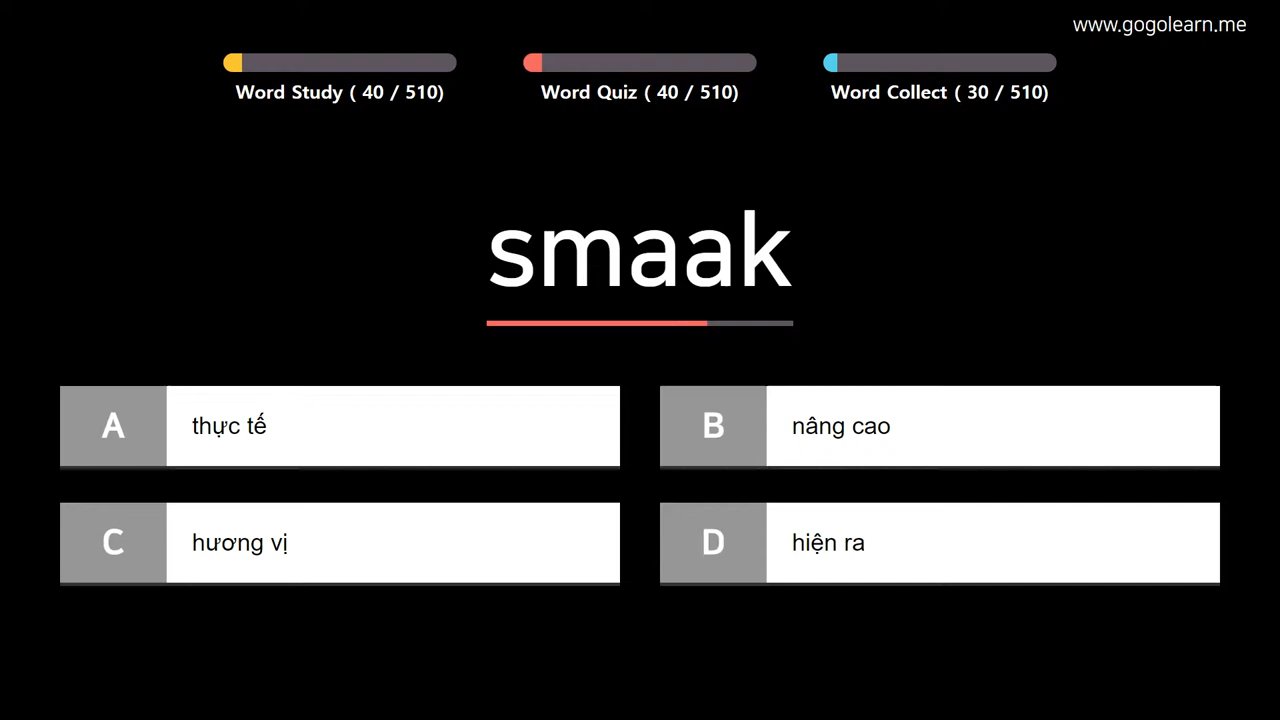 www.gogolearn.me
Word Study ( 40 / 510)
Word Quiz ( 40 / 510)
Word Collect ( 30 / 510)
smaak
A thực tế
B nâng cao
C hương vị
D hiện ra